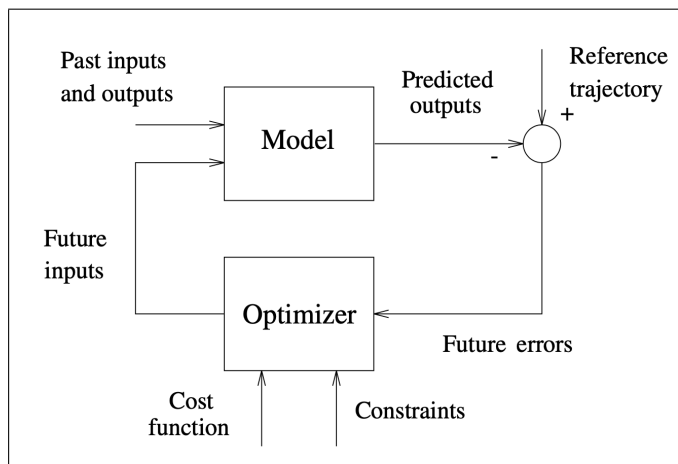 Past inputs
and outputs
Model
Predicted
outputs
Reference
trajectory
+
-
Future
inputs
Optimizer
Future errors
Cost
function
Constraints